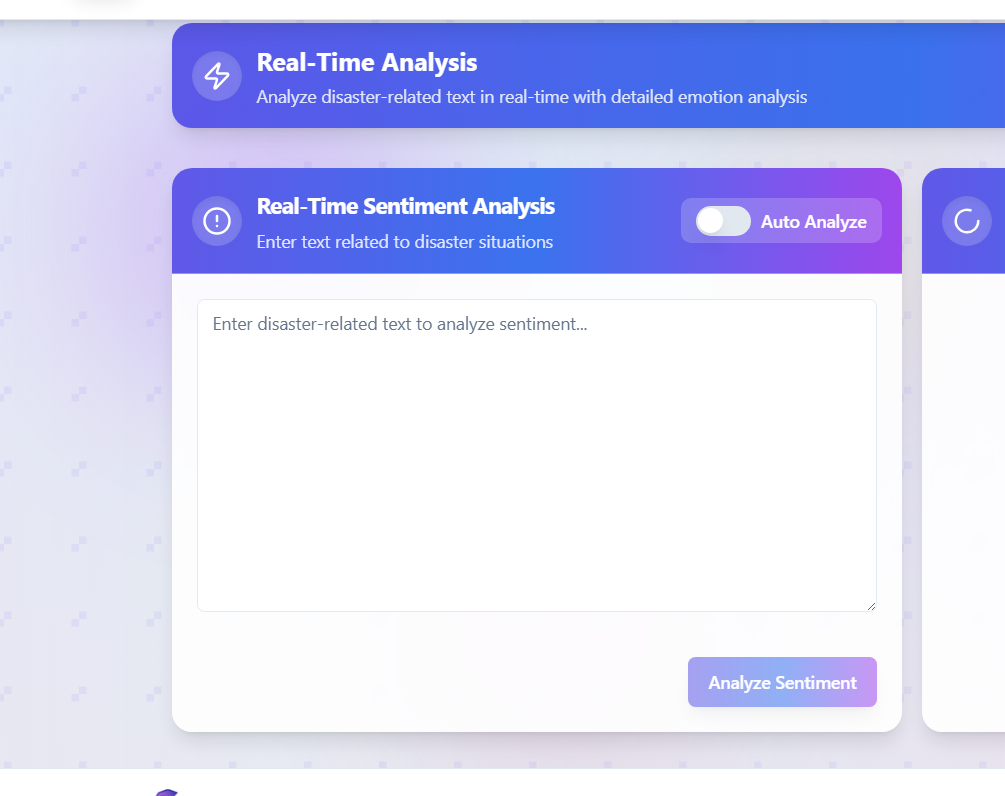 Real-Time Analysis
Analyze disaster-related text in real-time with detailed emotion analysis
Real-Time Sentiment Analysis
Enter text related to disaster situations
Auto Analyze
Enter disaster-related text to analyze sentiment...
Analyze Sentiment